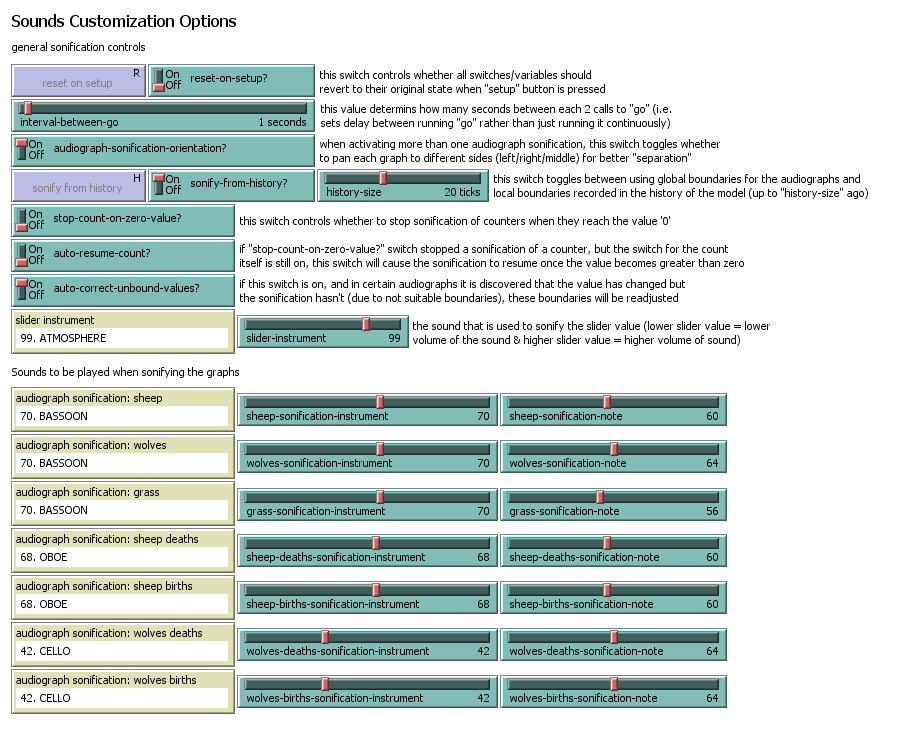 Sounds Customization Options
general sonification controls
R
reset on setup
On
Off
reset-on-setup?
this switch controls whether all switches/variables should
revert to their original state when "setup" button is pressed
interval-between-go 1 seconds
this value determins how many seconds between each 2 calls to "go" (i.e.
sets delay between running "go" rather than just running it continuously)
On
Off
audiograph-sonification-orientation?
when activating more than one audiograph sonification, this switch toggles whether
to pan each graph to different sides (left/right/middle) for better "separation"
H
sonify from history
On
Off
sonify-from-history?
history-size 20 ticks
this switch toggles between using global boundaries for the audiographs and
local boundaries recorded in the history of the model (up to "history-size" ago)
On
Off
stop-count-on-zero-value?
this switch controls whether to stop sonification of counters when they reach the value '0'
On
Off
auto-resume-count?
if "stop-count-on-zero-value?" switch stopped a sonification of a counter, but the switch for the count
itself is still on, this switch will cause the sonification to resume once the value becomes greater than zero
On
Off
auto-correct-unbound-values?
if this switch is on, and in certain audiographs it is discovered that the value has changed but
the sonification hasn't (due to not suitable boundaries), these boundaries will be readjusted
slider instrument
99. ATMOSPHERE
slider-instrument 99
the sound that is used to sonify the slider value (lower slider value = lower
volume of the sound & higher slider value = higher volume of sound)
Sounds to be played when sonifying the graphs
audiograph sonification: sheep
70. BASSOON
sheep-sonification-instrument 70
sheep-sonification-note 60
audiograph sonification: wolves
70. BASSOON
wolves-sonification-instrument 70
wolves-sonification-note 64
audiograph sonification: grass
70. BASSOON
grass-sonification-instrument 70
grass-sonification-note 56
audiograph sonification: sheep deaths
68. OBOE
sheep-deaths-sonification-instrument 68
sheep-deaths-sonification-note 60
audiograph sonification: sheep births
68. OBOE
sheep-births-sonification-instrument 68
sheep-births-sonification-note 60
audiograph sonification: wolves deaths
42. CELLO
wolves-deaths-sonification-instrument 42
wolves-deaths-sonification-note 64
audiograph sonification: wolves births
42. CELLO
wolves-births-sonification-instrument 42
wolves-births-sonification-note 64